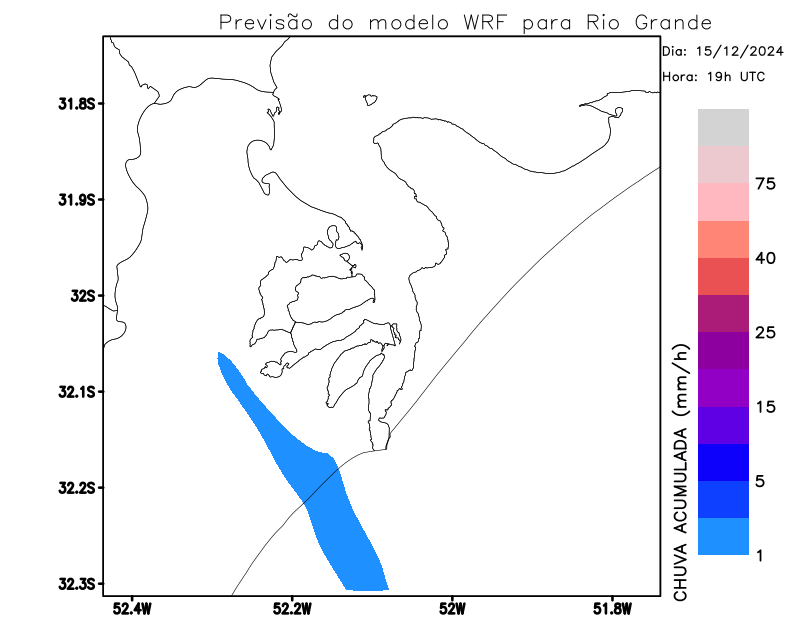 Previsão do modelo WRF para Rio Grande
Dia: 15/12/2024
Hora: 19h UTC
31.8S
31.9S
32S
32.1S
32.2S
32.3S
52.4W
52.2W
52W
51.8W
CHUVA ACUMULADA (mm/h)
75
40
25
15
5
1